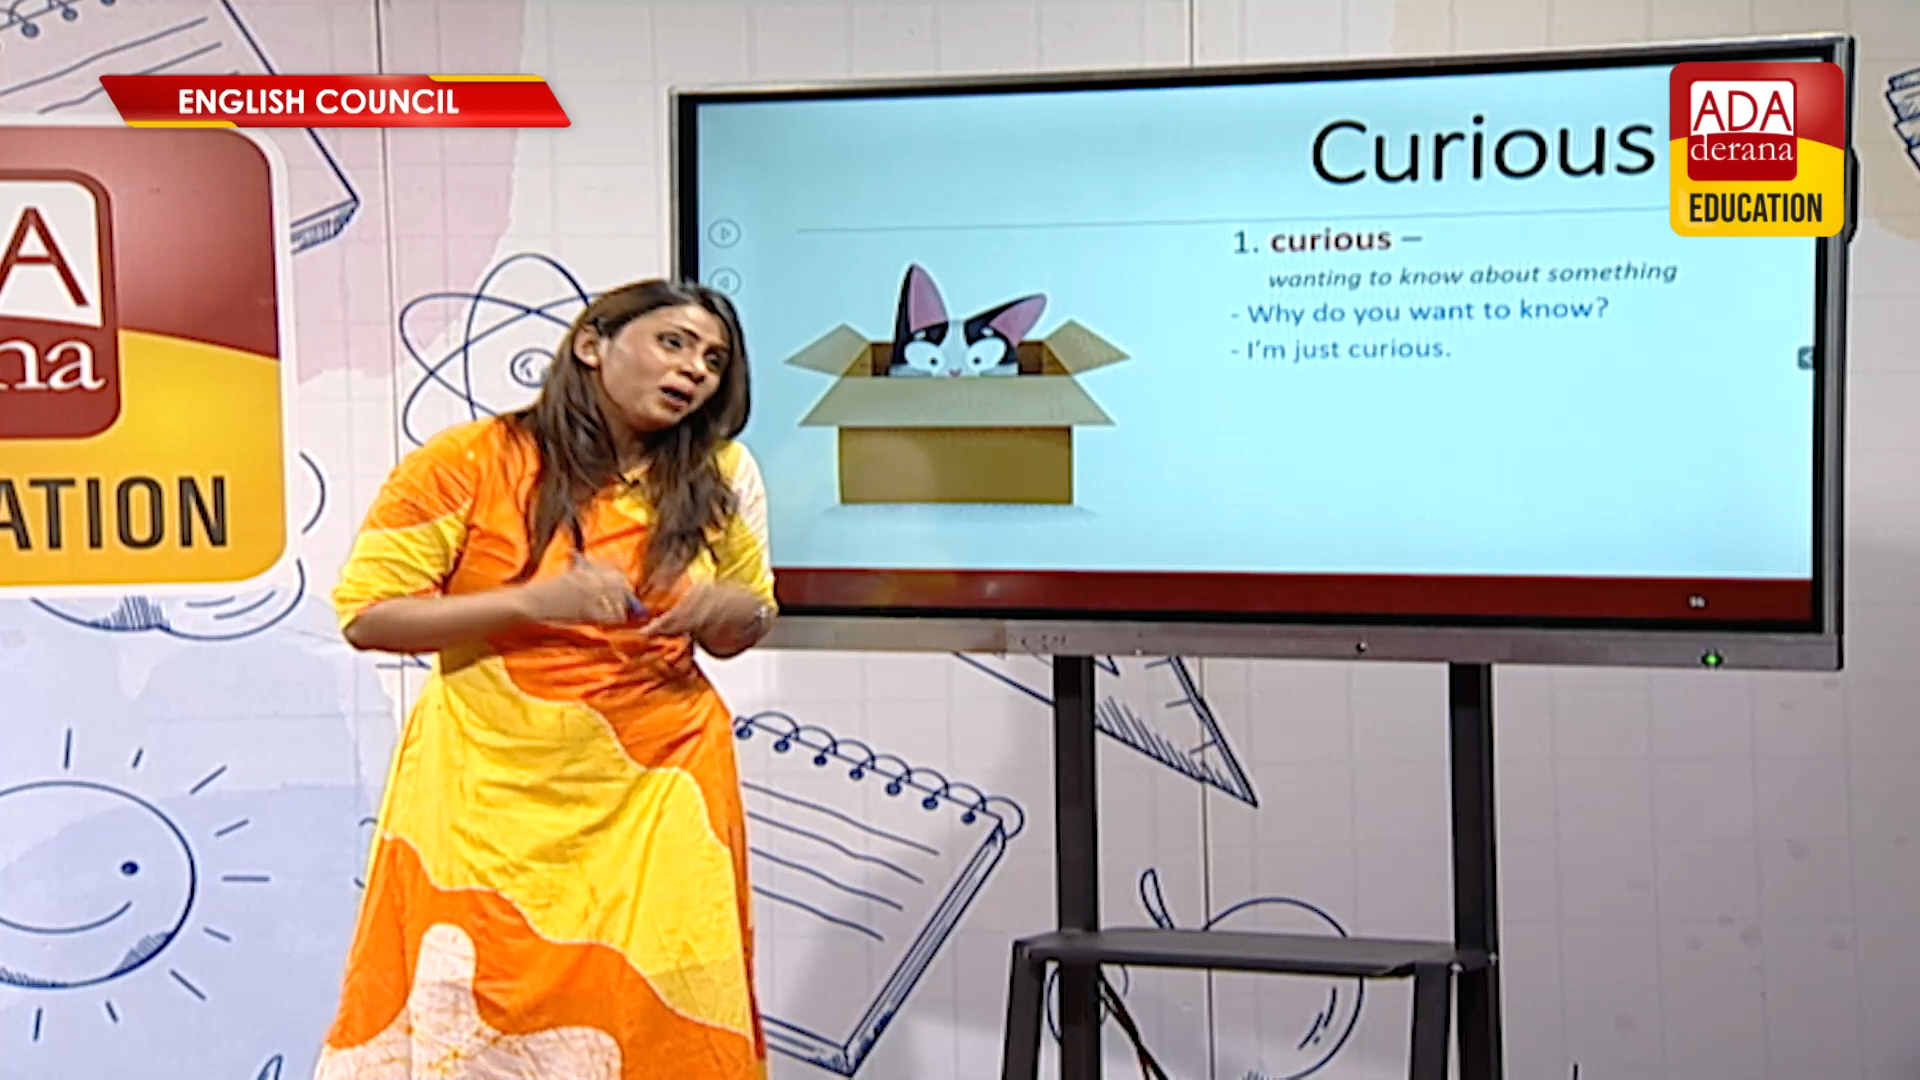 ENGLISH COUNCIL
ADA
derana
EDUCATION
A
na
ATION
Curious
1. curious –
wanting to know about something
- Why do you want to know?
- I'm just curious.